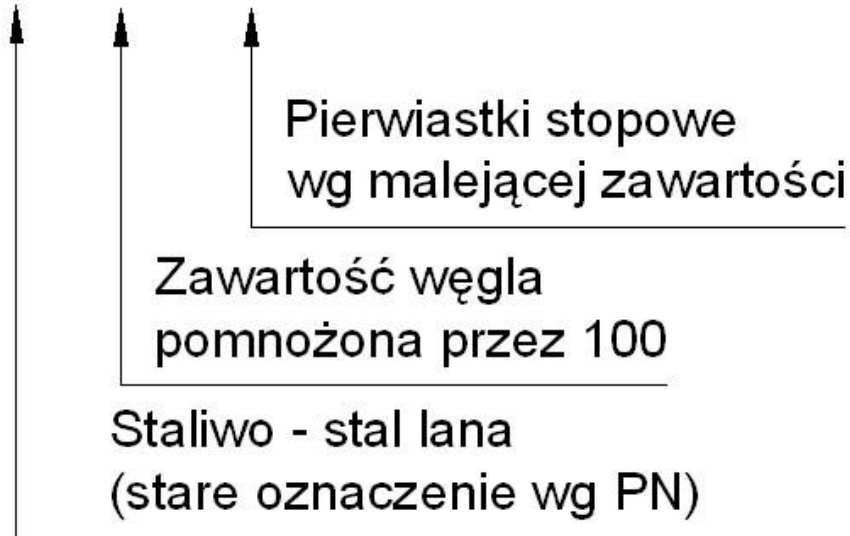 Pierwiastki stopowe
wg malejącej zawartości
Zawartość węgla
pomnożona przez 100
Staliwo - stal lana
(stare oznaczenie wg PN)